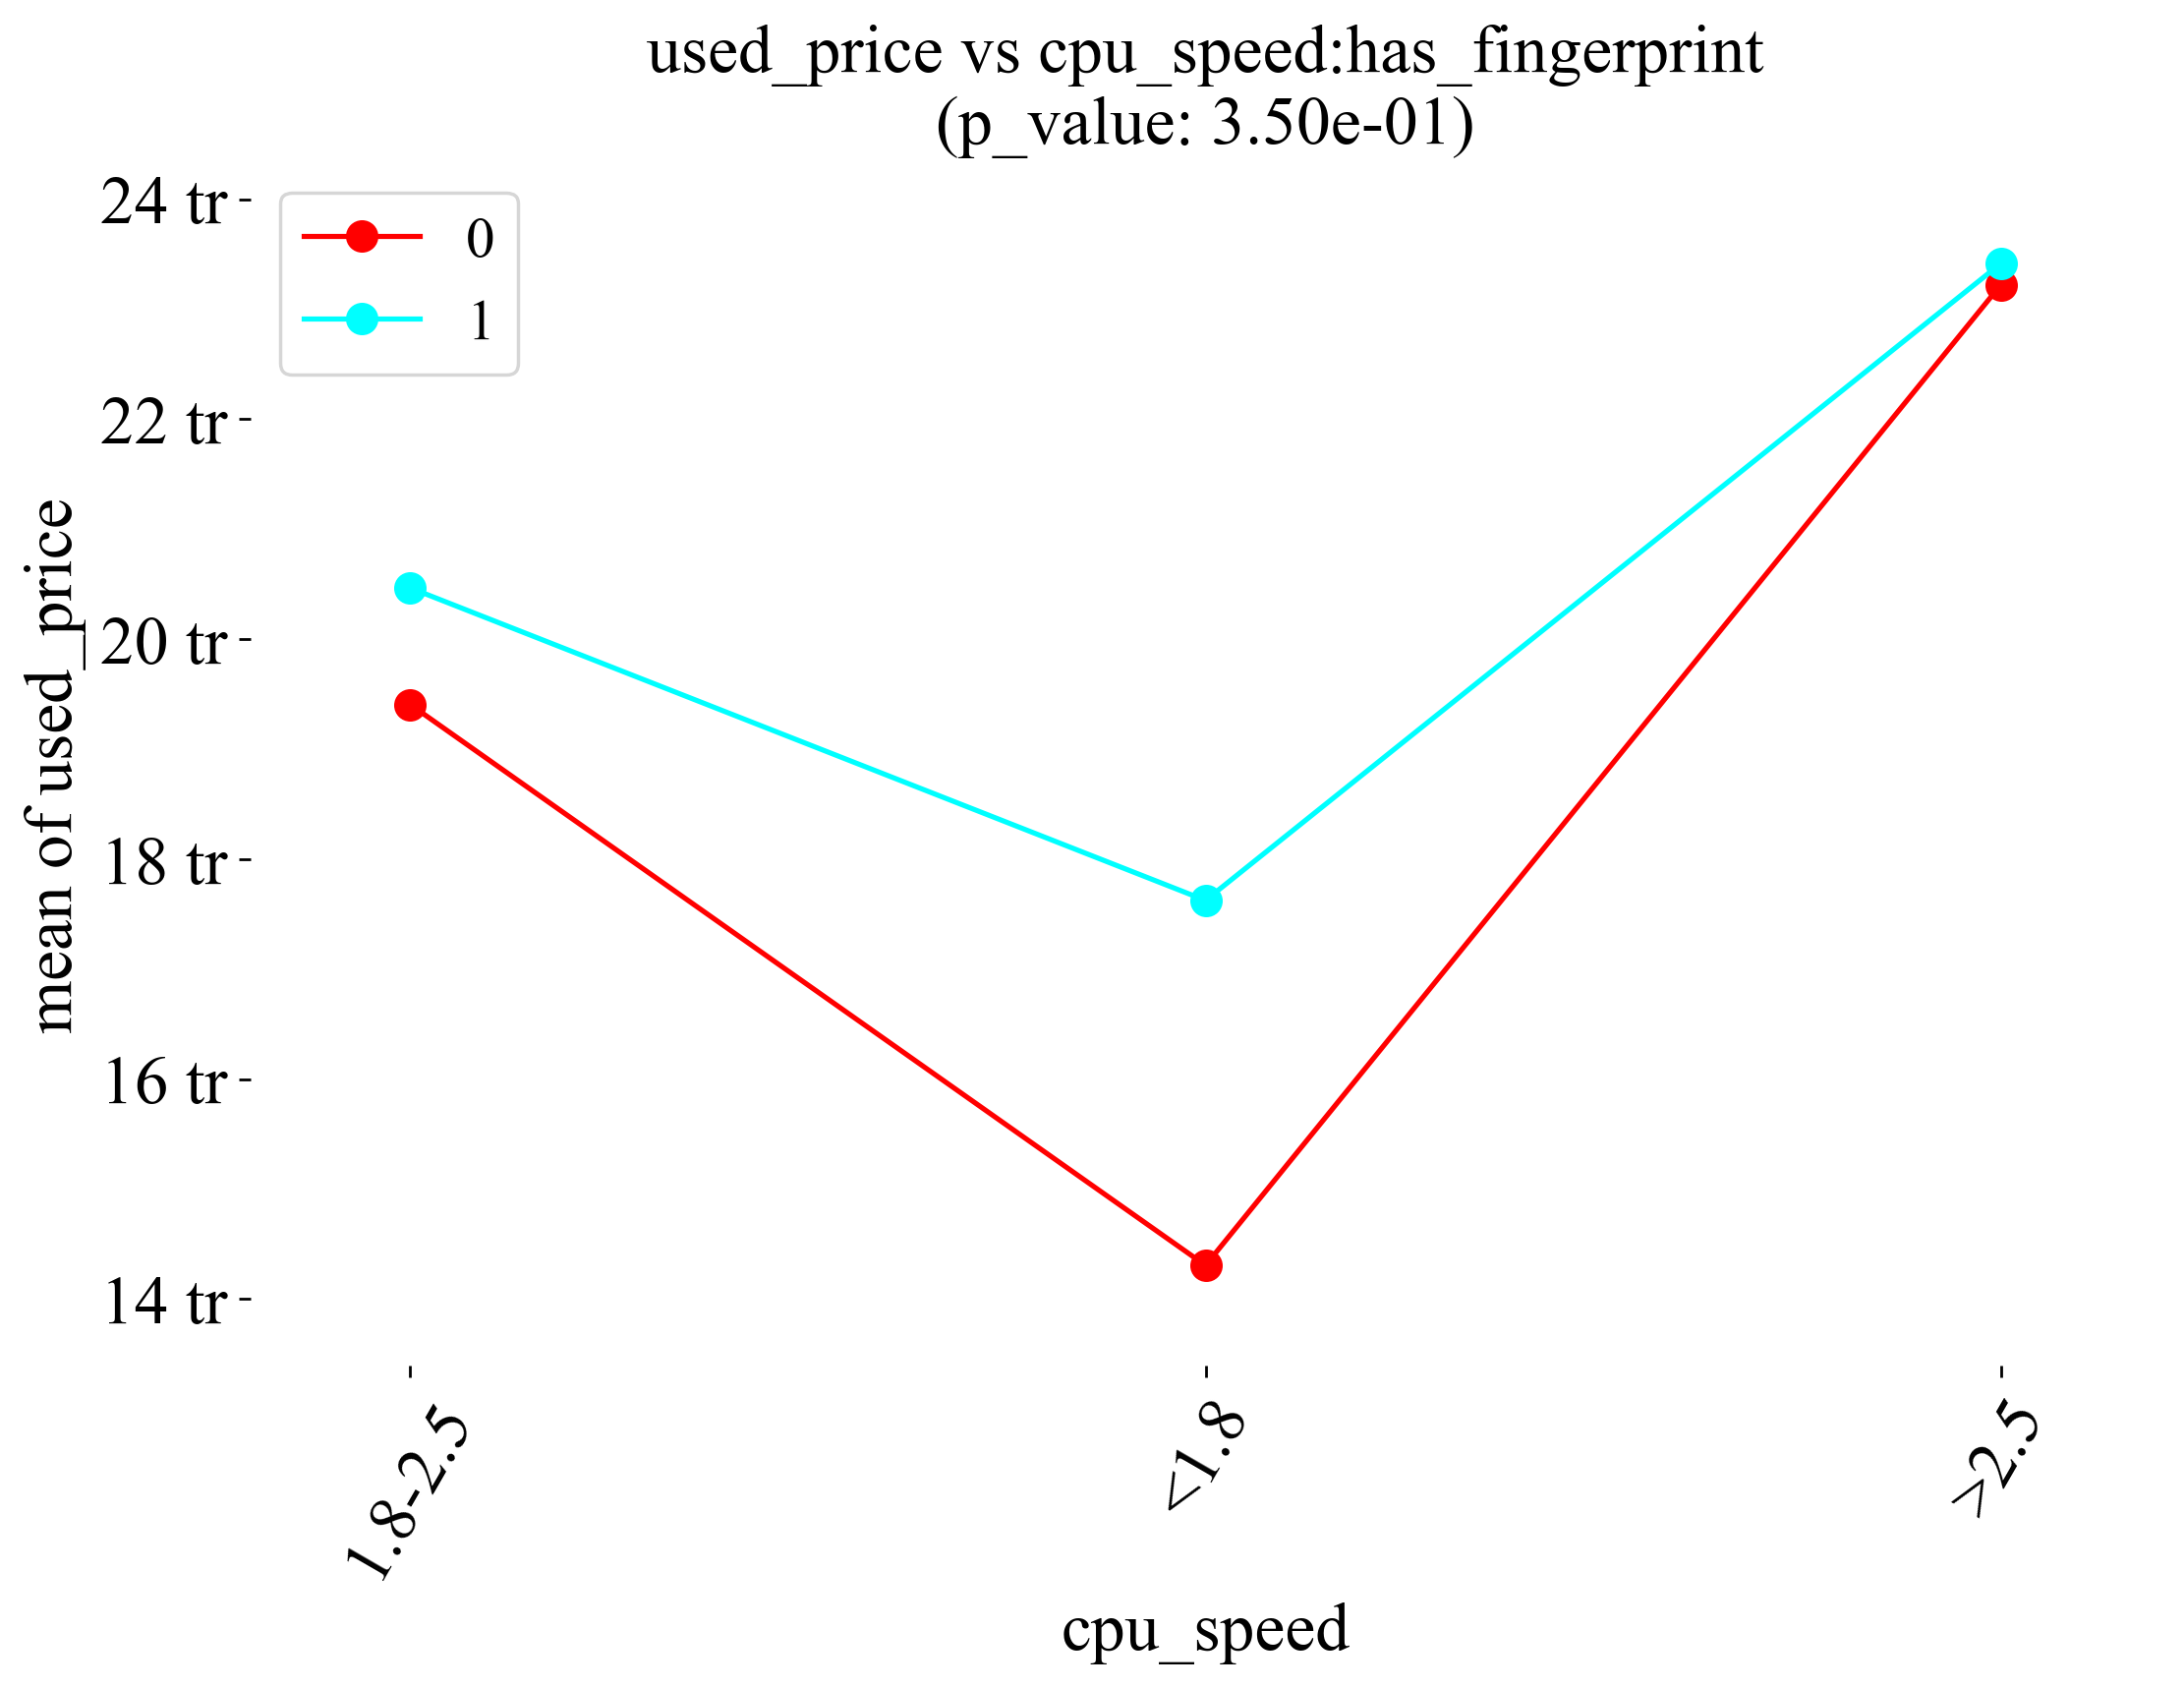 used_price vs cpu_speed:has_fingerprint
(p_value: 3.50e-01)
24 tr
22 tr
20 tr
18 tr
16 tr
14 tr
mean of used_price
0
1
1.8-2.5
<1.8
>2.5
cpu_speed